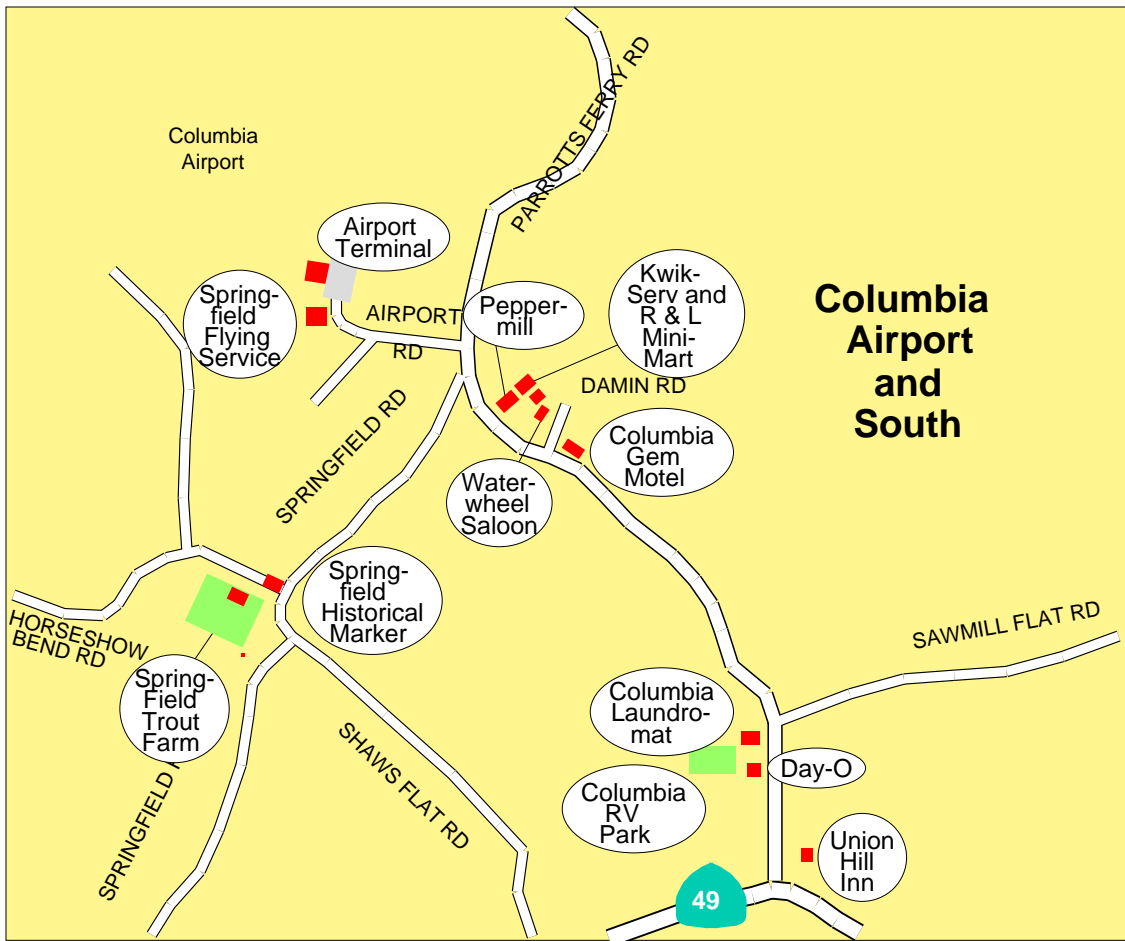 PARROTTS FERRY RD
Columbia
Airport
Airport
Terminal
Spring-
field
Flying
Service
AIRPORT
RD
Pepper-
mill
Kwik-
Serv and
R & L
Mini-
Mart
Columbia
Airport
and
South
DAMIN RD
SPRINGFIELD RD
Columbia
Gem
Motel
Water-
wheel
Saloon
Spring-
field
Historical
Marker
HORSESHOW
BEND RD
SAWMILL FLAT RD
Spring-
Field
Trout
Farm
Columbia
Laundro-
mat
SHAWS FLAT RD
Day-O
SPRINGFIELD
Columbia
RV
Park
Union
Hill
Inn
49